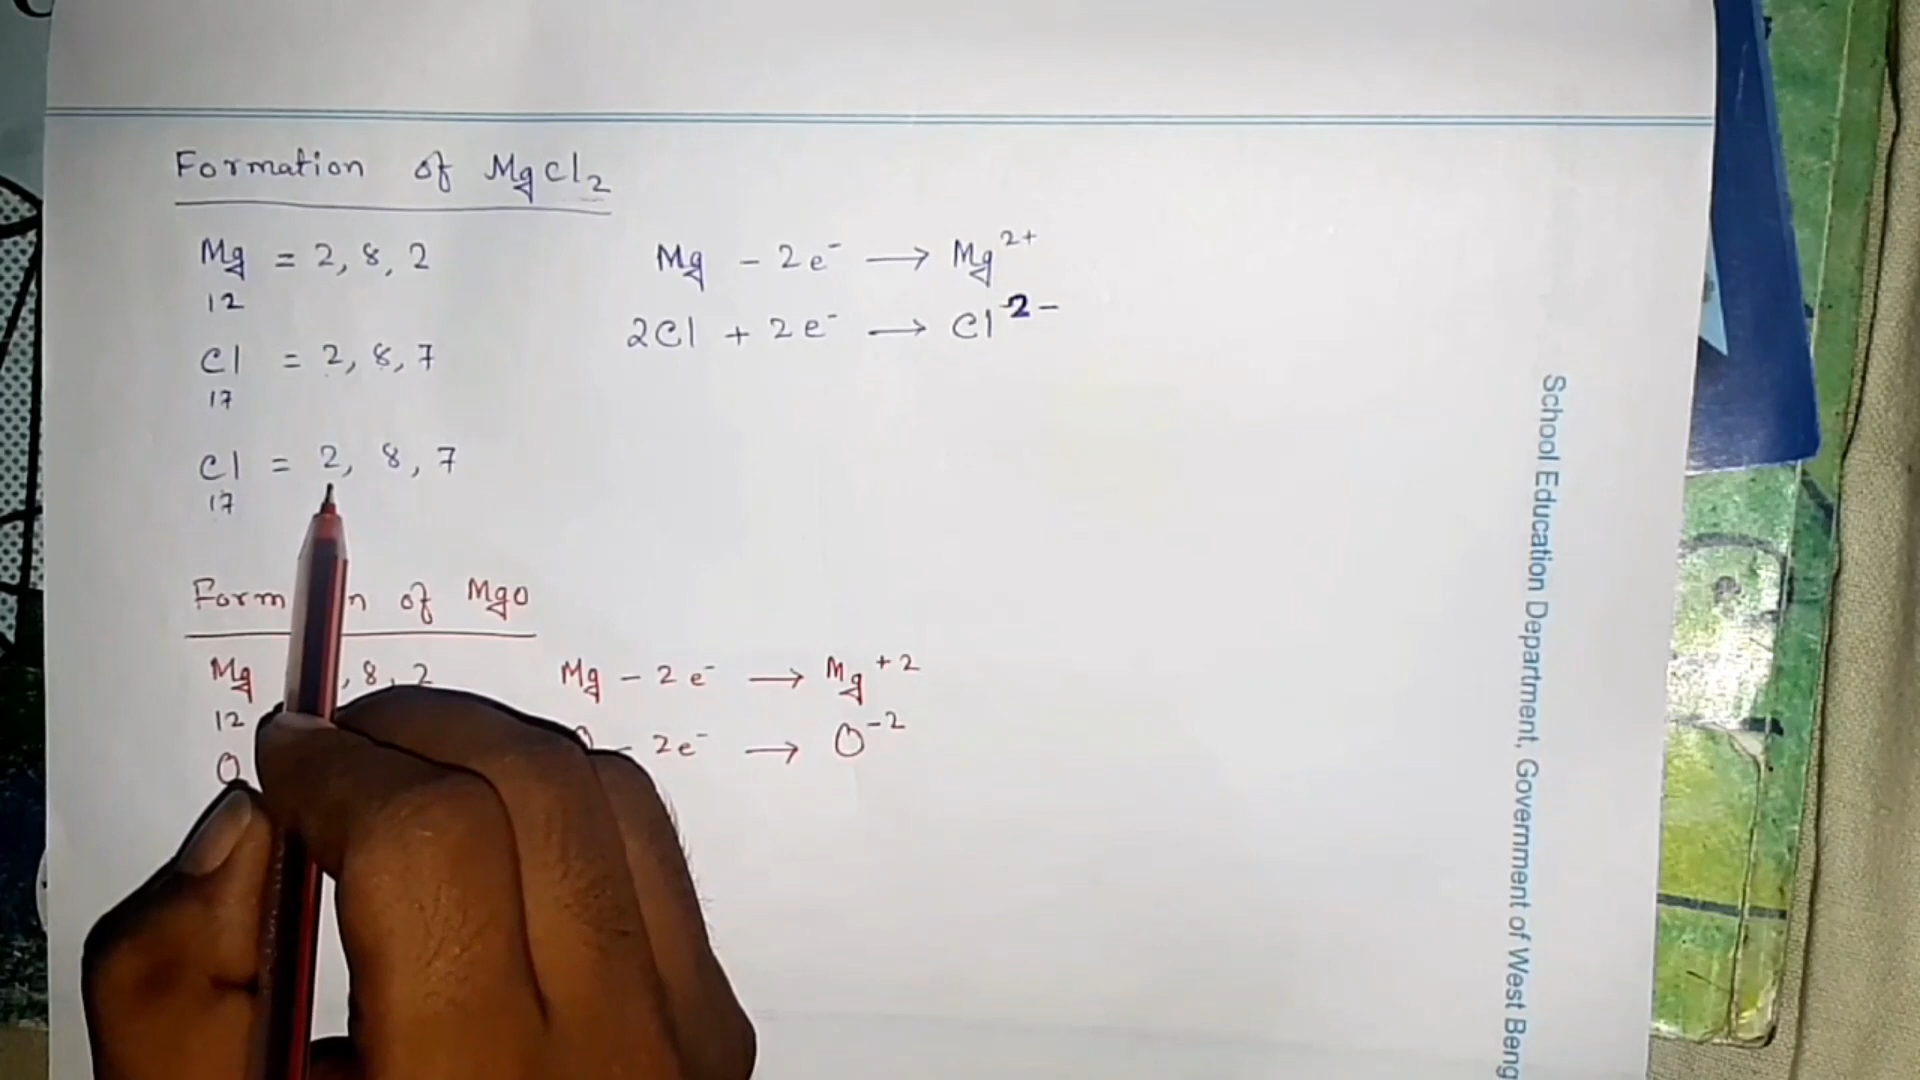 Formation of MgCl₂
Mg = 2, 8, 2
12
Cl = 2, 8, 7
17
Cl = 2, 8, 7
17
Mg - 2e⁻ → Mg²⁺
2Cl + 2e⁻ → Cl²⁻
Form n of MgO
Mg , 8, 2
12
O
Mg - 2e⁻ → Mg⁺²
- 2e⁻ → O⁻²
School Education Department, Government of West Beng